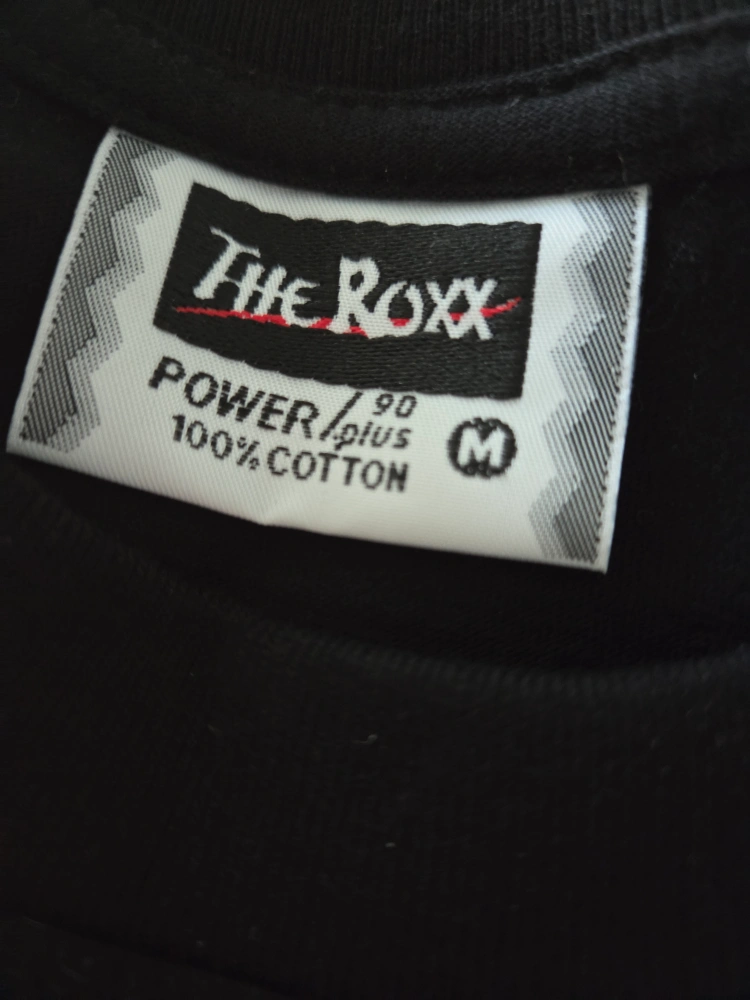 THE ROXX
POWER/90 plus
100% COTTON
M